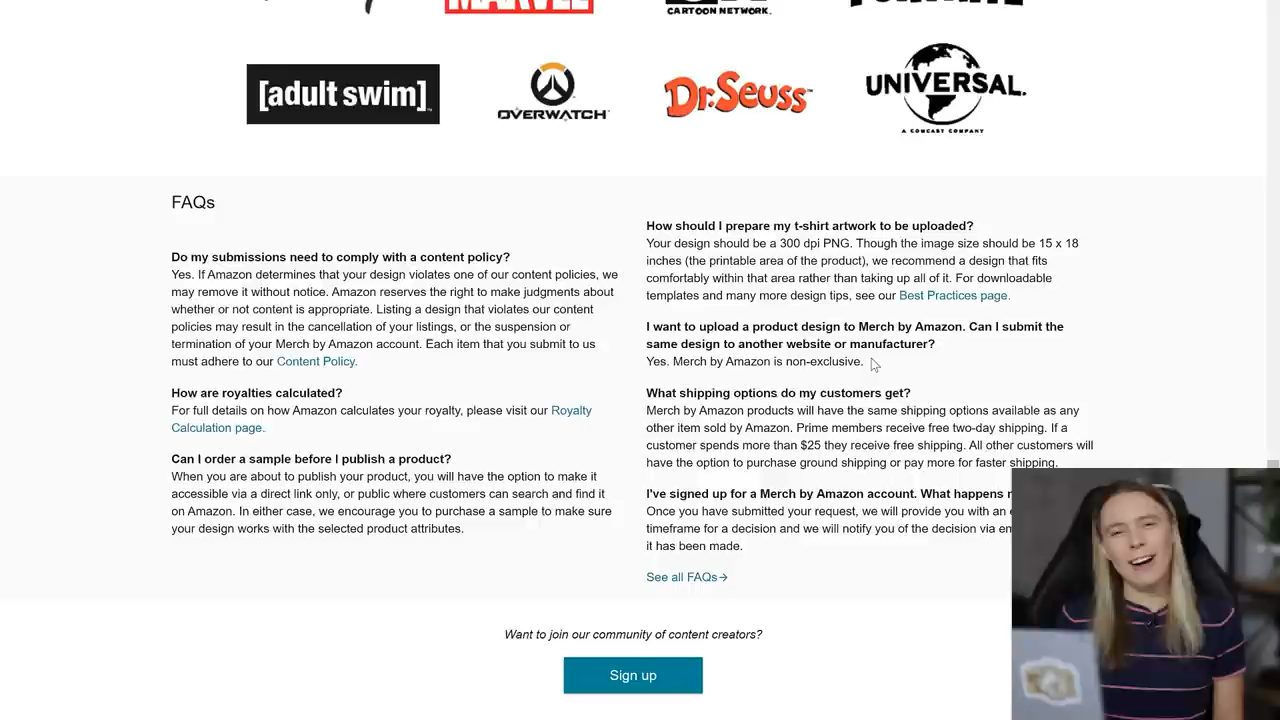 MARVEL
CARTOON NETWORK
FORTNITE
[adult swim]
OVERWATCH
Dr. Seuss
UNIVERSAL
A COMCAST COMPANY
FAQs
Do my submissions need to comply with a content policy?
Yes. If Amazon determines that your design violates one of our content policies, we
may remove it without notice. Amazon reserves the right to make judgments about
whether or not content is appropriate. Listing a design that violates our content
policies may result in the cancellation of your listings, or the suspension or
termination of your Merch by Amazon account. Each item that you submit to us
must adhere to our Content Policy.
How are royalties calculated?
For full details on how Amazon calculates your royalty, please visit our Royalty
Calculation page.
Can I order a sample before I publish a product?
When you are about to publish your product, you will have the option to make it
accessible via a direct link only, or public where customers can search and find it
on Amazon. In either case, we encourage you to purchase a sample to make sure
your design works with the selected product attributes.
How should I prepare my t-shirt artwork to be uploaded?
Your design should be a 300 dpi PNG. Though the image size should be 15 x 18
inches (the printable area of the product), we recommend a design that fits
comfortably within that area rather than taking up all of it. For downloadable
templates and many more design tips, see our Best Practices page.
I want to upload a product design to Merch by Amazon. Can I submit the
same design to another website or manufacturer?
Yes. Merch by Amazon is non-exclusive.
What shipping options do my customers get?
Merch by Amazon products will have the same shipping options available as any
other item sold by Amazon. Prime members receive free two-day shipping. If a
customer spends more than $25 they receive free shipping. All other customers will
have the option to purchase ground shipping or pay more for faster shipping.
I've signed up for a Merch by Amazon account. What happens
Once you have submitted your request, we will provide you with an
timeframe for a decision and we will notify you of the decision via
it has been made.
See all FAQs→
Want to join our community of content creators?
Sign up